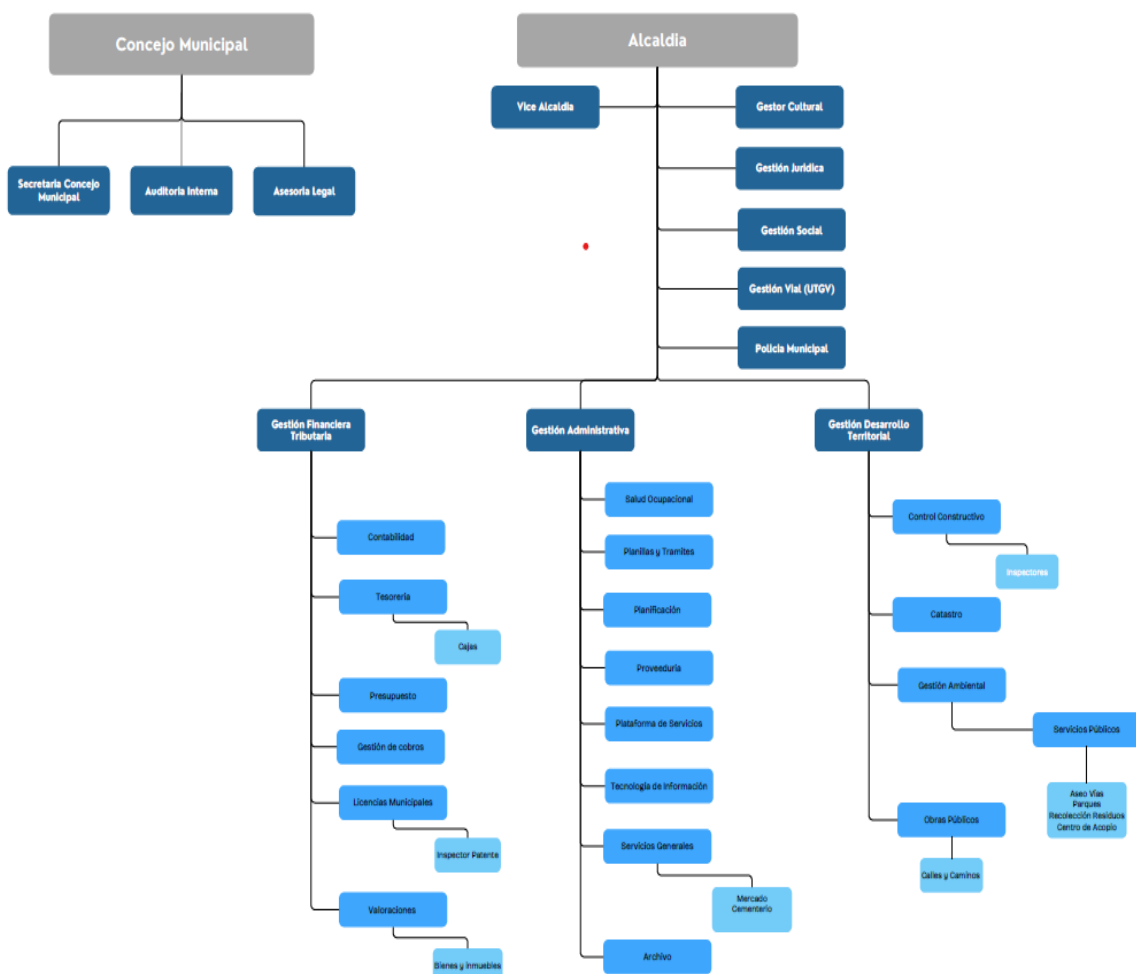 Concejo Municipal
Alcaldia
Vice Alcaldia
Gestor Cultural
Secretaria Concejo
Municipal
Auditoria Interna
Asesoria Legal
Gestión Juridica
Gestión Social
Gestión Vial (UTGV)
Policia Municipal
Gestión Financiera
Tributaria
Gestión Administrativa
Gestión Desarrollo
Territorial
Contabilidad
Tesoreria
Cajas
Presupuesto
Gestión de cobros
Licencias Municipales
Inspector Patente
Valoraciones
Bienes y inmuebles
Salud Ocupacional
Planillas y Tramites
Planificación
Proveeduria
Plataforma de Servicios
Tecnología de Información
Servicios Generales
Mercado
Cementerio
Archivo
Control Constructivo
Inspectores
Catastro
Gestión Ambiental
Servicios Públicos
Aseo Vías
Parques
Recolección Residuos
Centro de Acopio
Obras Públicos
Calles y Caminos